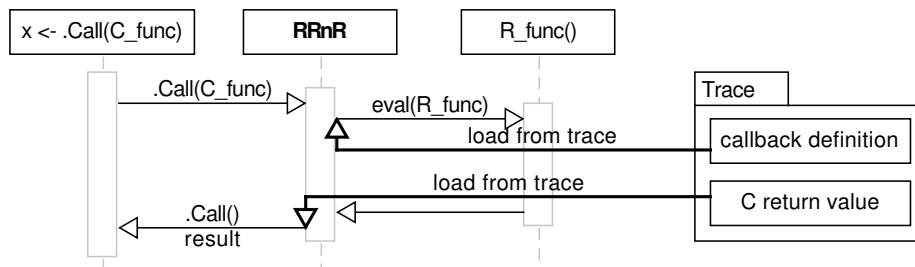 x <- .Call(C_func)
RRnR
R_func()
.Call(C_func)
eval(R_func)
Trace
load from trace
callback definition
load from trace
C return value
.Call()
result